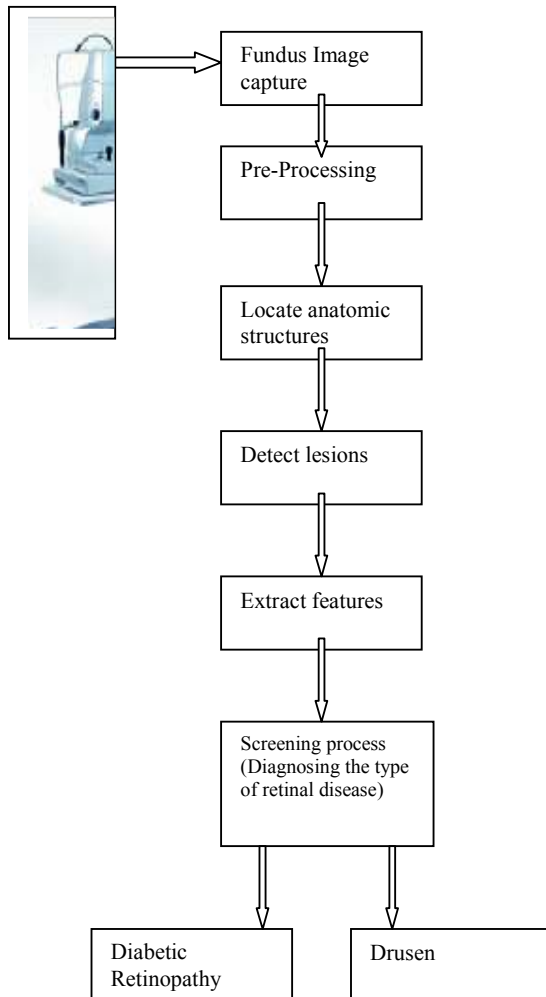 Fundus Image
capture
Pre-Processing
Locate anatomic
structures
Detect lesions
Extract features
Screening process
(Diagnosing the type
of retinal disease)
Diabetic
Retinopathy
Drusen